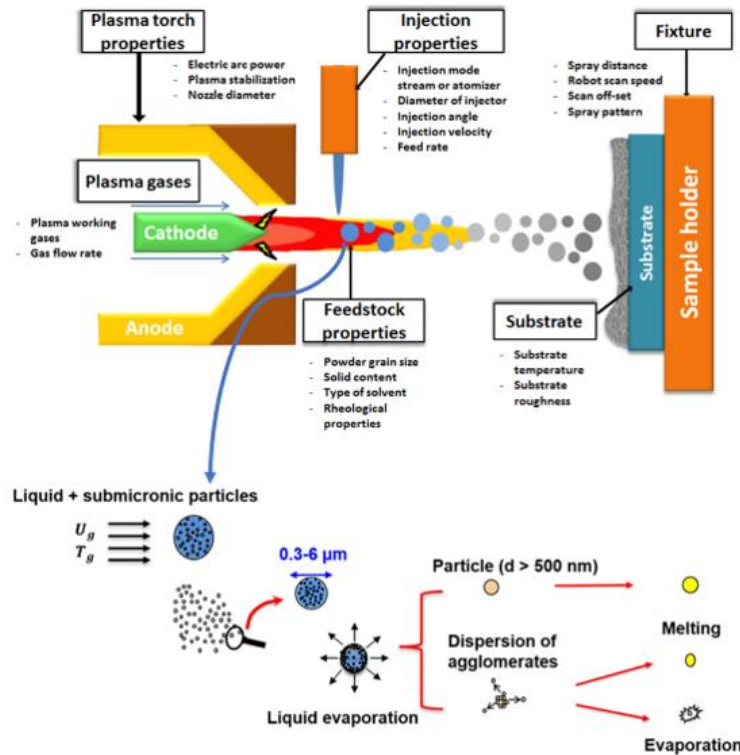 Plasma torch
properties
- Electric arc power
- Plasma stabilization
- Nozzle diameter
Injection
properties
- Injection mode
stream or atomizer
- Diameter of injector
- Injection angle
- Injection velocity
- Feed rate
Fixture
- Spray distance
- Robot scan speed
- Scan off-set
- Spray pattern
Plasma gases
- Plasma working
gases
- Gas flow rate
Cathode
Anode
Feedstock
properties
- Powder grain size
- Solid content
- Type of solvent
- Rheological
properties
Substrate
- Substrate
temperature
- Substrate
roughness
Substrate
Sample holder
Liquid + submicronic particles
U_g
T_g
0.3-6 µm
Liquid evaporation
Particle (d > 500 nm)
Dispersion of
agglomerates
Melting
Evaporation